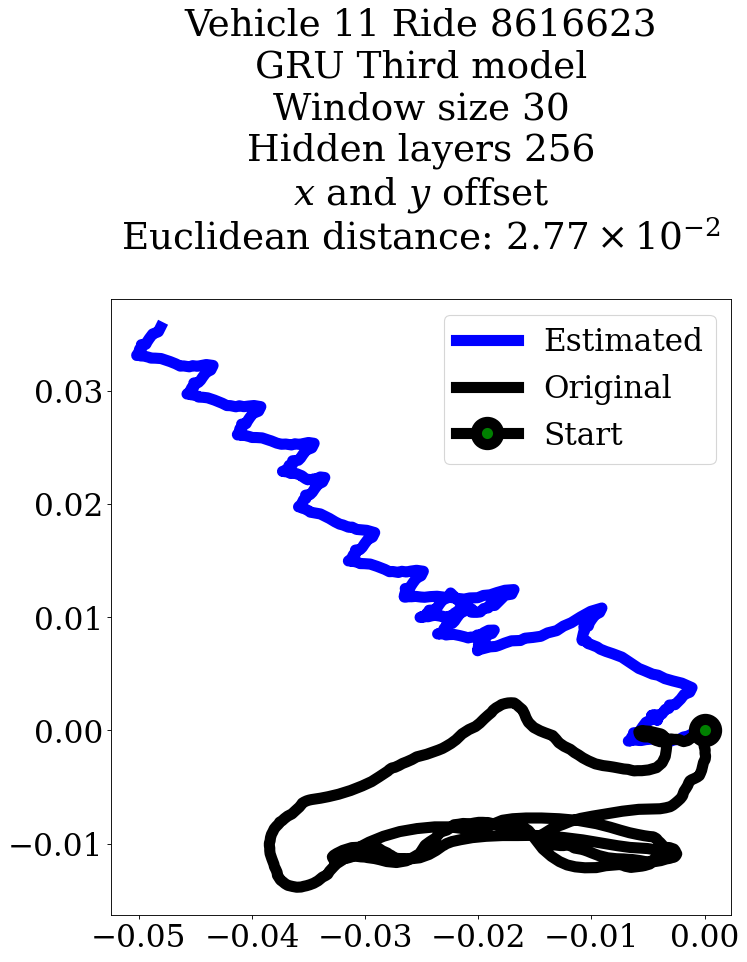 Vehicle 11 Ride 8616623
GRU Third model
Window size 30
Hidden layers 256
x and y offset
Euclidean distance: 2.77 × 10⁻²
Estimated
Original
Start
0.03
0.02
0.01
0.00
−0.01
−0.05 −0.04 −0.03 −0.02 −0.01 0.00